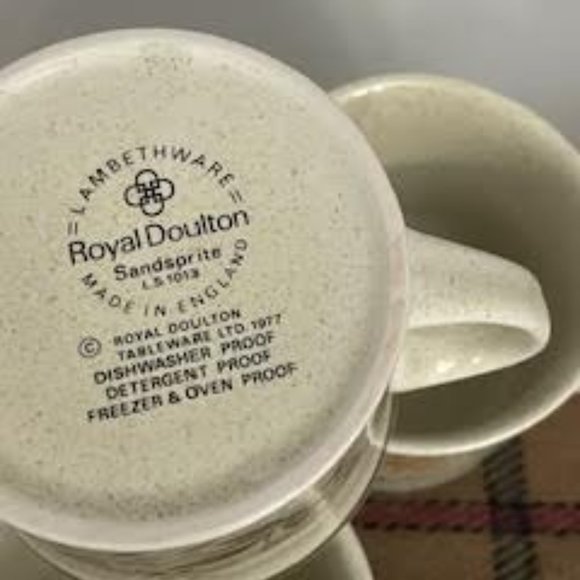 =LAMBETHWARE=
Royal Doulton
Sandsprite
L.S 1013
MADE IN ENGLAND
© ROYAL DOULTON
TABLEWARE LTD. 1977
DISHWASHER PROOF
DETERGENT PROOF
FREEZER & OVEN PROOF